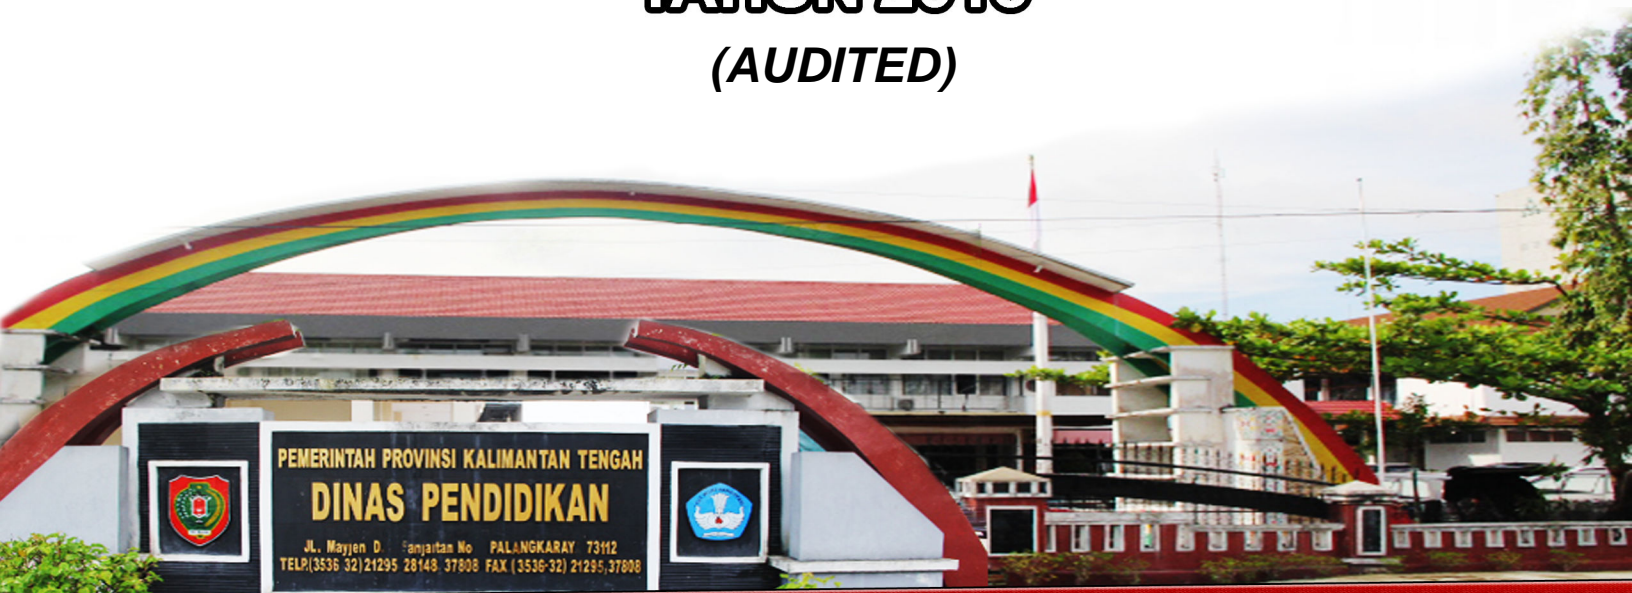 (AUDITED)
PEMERINTAH PROVINSI KALIMANTAN TENGAH
DINAS PENDIDIKAN
JL. Mayjen D. anjaitan No PALANGKARAY 73112
TELP.(3536 32)21295 28148 37808 FAX (3536-32) 21295,37808